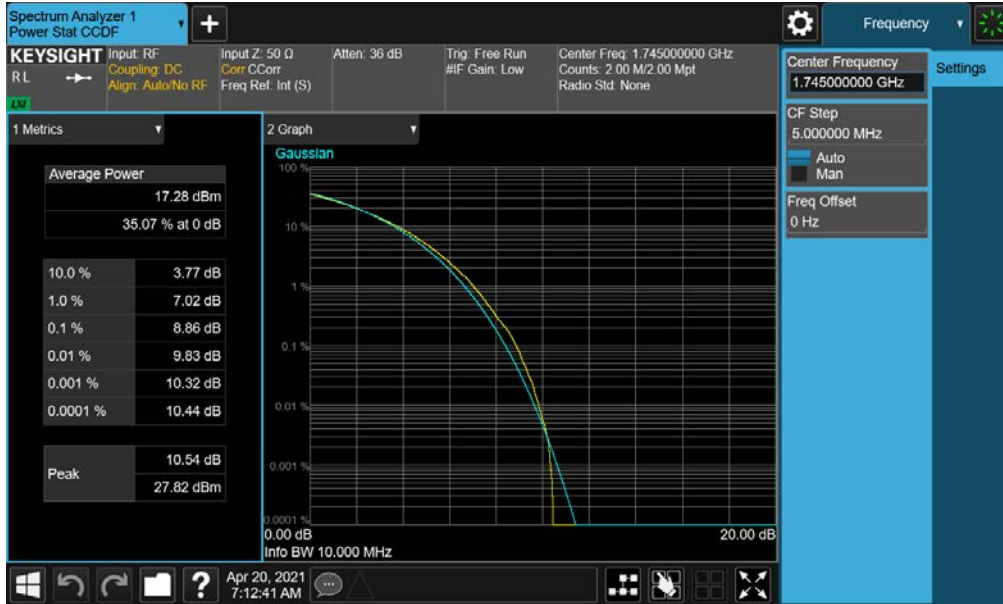 Spectrum Analyzer 1
Power Stat CCDF
+
Frequency
KEYSIGHT
RL
LXI
Input: RF
Coupling: DC
Align: Auto/No RF
Input Z: 50 Ω
Corr CCorr
Freq Ref: Int (S)
Atten: 36 dB
Trig: Free Run
#IF Gain: Low
Center Freq: 1.745000000 GHz
Counts: 2.00 M/2.00 Mpt
Radio Std: None
Center Frequency
1.745000000 GHz
Settings
CF Step
5.000000 MHz
Auto
Man
Freq Offset
0 Hz
1 Metrics
Average Power
17.28 dBm
35.07 % at 0 dB
10.0 % 3.77 dB
1.0 % 7.02 dB
0.1 % 8.86 dB
0.01 % 9.83 dB
0.001 % 10.32 dB
0.0001 % 10.44 dB
Peak
10.54 dB
27.82 dBm
2 Graph
Gaussian
100 %
10 %
1 %
0.1 %
0.01 %
0.001 %
0.0001 %
0.00 dB 20.00 dB
Info BW 10.000 MHz
?
Apr 20, 2021
7:12:41 AM